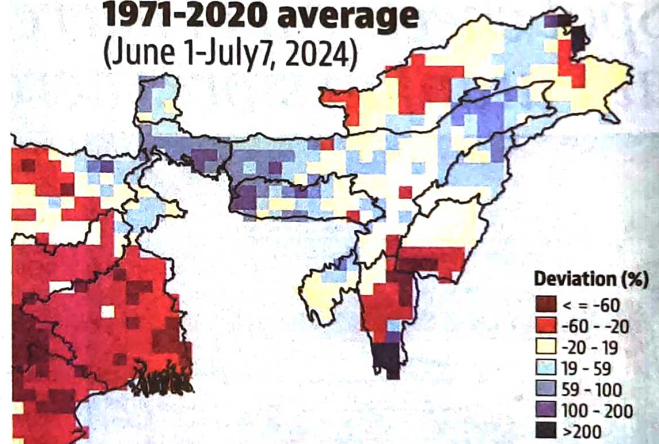 1971-2020 average
(June 1-July7, 2024)
Deviation (%)
< = -60
-60 - -20
-20 - 19
19 - 59
59 - 100
100 - 200
>200